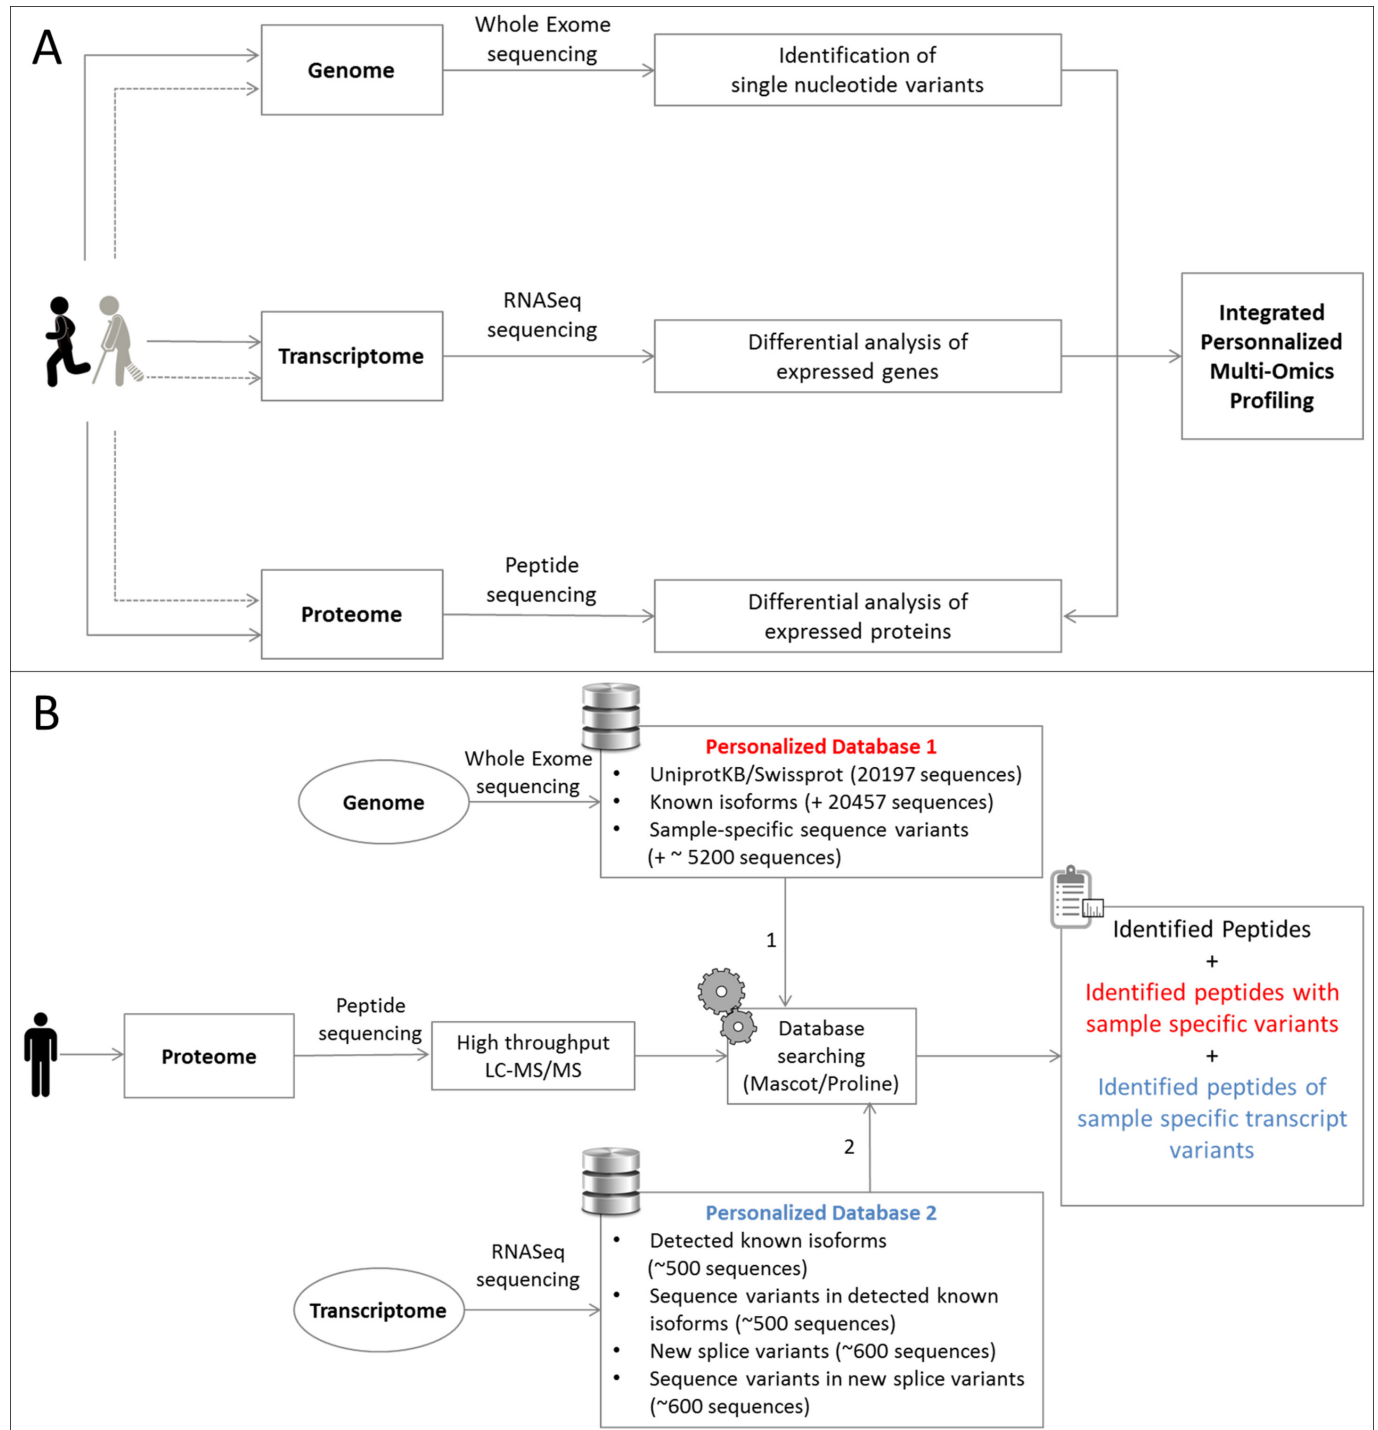 A
Whole Exome
sequencing
Genome
Identification of
single nucleotide variants
RNASeq
sequencing
Transcriptome
Differential analysis of
expressed genes
Integrated
Personnalized
Multi-Omics
Profiling
Peptide
sequencing
Proteome
Differential analysis of
expressed proteins
B
Whole Exome
sequencing
Genome
Personalized Database 1
• UniprotKB/Swissprot (20197 sequences)
• Known isoforms (+ 20457 sequences)
• Sample-specific sequence variants
(+ ~ 5200 sequences)
1
Peptide
sequencing
Proteome
High throughput
LC-MS/MS
Database
searching
(Mascot/Proline)
Identified Peptides
+
Identified peptides with
sample specific variants
+
Identified peptides of
sample specific transcript
variants
2
RNASeq
sequencing
Transcriptome
Personalized Database 2
• Detected known isoforms
(~500 sequences)
• Sequence variants in detected known
isoforms (~500 sequences)
• New splice variants (~600 sequences)
• Sequence variants in new splice variants
(~600 sequences)